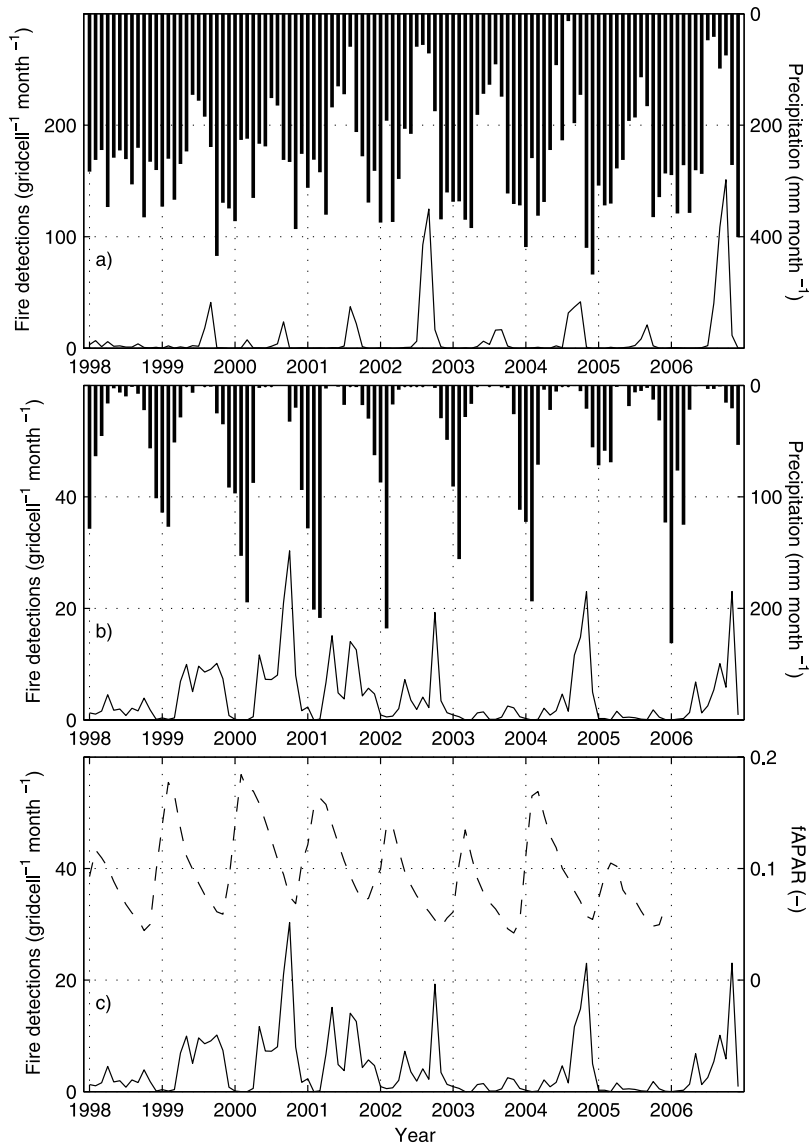 Fire detections (gridcell⁻¹ month⁻¹)
200
100
0
a)
0
200
400
Precipitation (mm month⁻¹)
1998 1999 2000 2001 2002 2003 2004 2005 2006
Fire detections (gridcell⁻¹ month⁻¹)
40
20
0
b)
0
100
200
Precipitation (mm month⁻¹)
1998 1999 2000 2001 2002 2003 2004 2005 2006
Fire detections (gridcell⁻¹ month⁻¹)
40
20
0
c)
0.2
0.1
0
fAPAR (-)
1998 1999 2000 2001 2002 2003 2004 2005 2006
Year